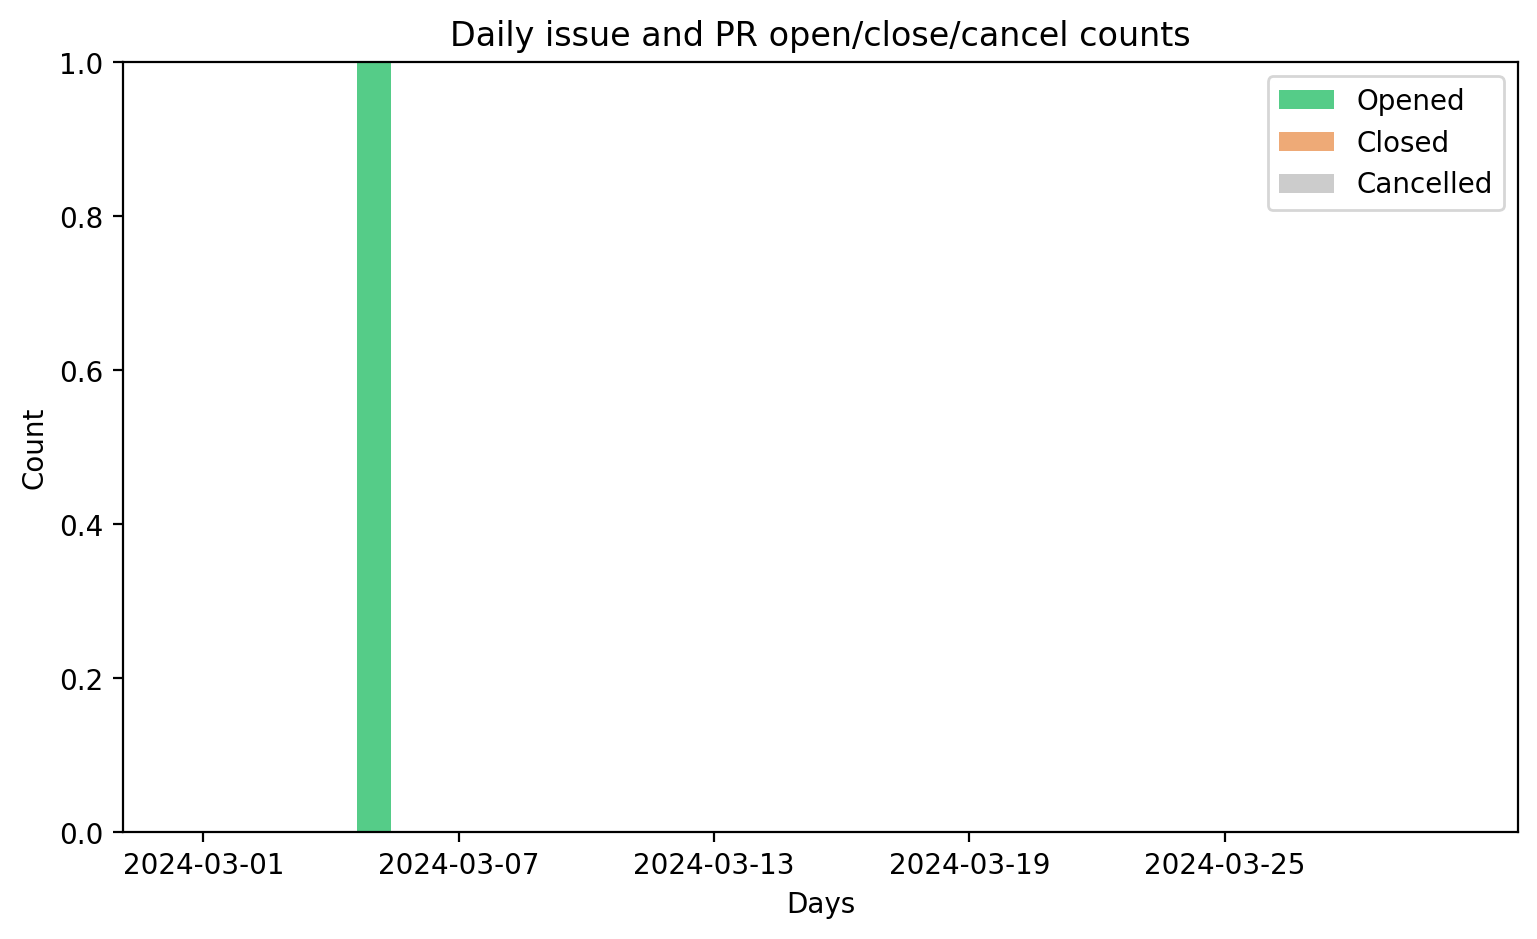 Daily issue and PR open/close/cancel counts
1.0
0.8
0.6
0.4
0.2
0.0
Count
Opened
Closed
Cancelled
2024-03-01
2024-03-07
2024-03-13
2024-03-19
2024-03-25
Days